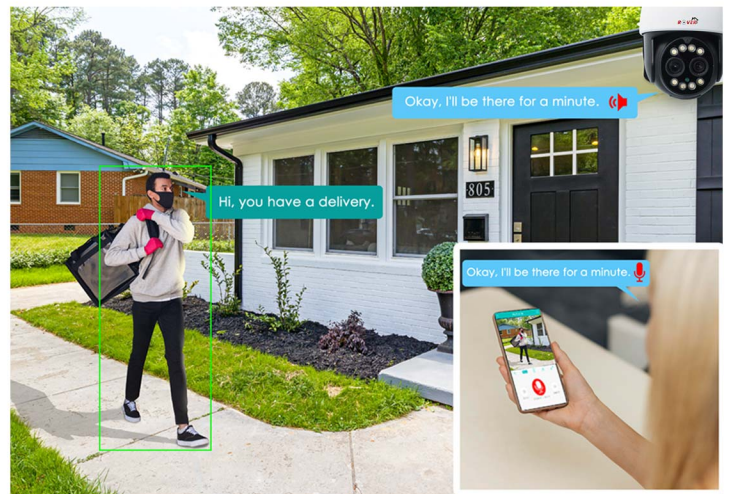 Okay, I'll be there for a minute.
Hi, you have a delivery.
805
Okay, I'll be there for a minute.